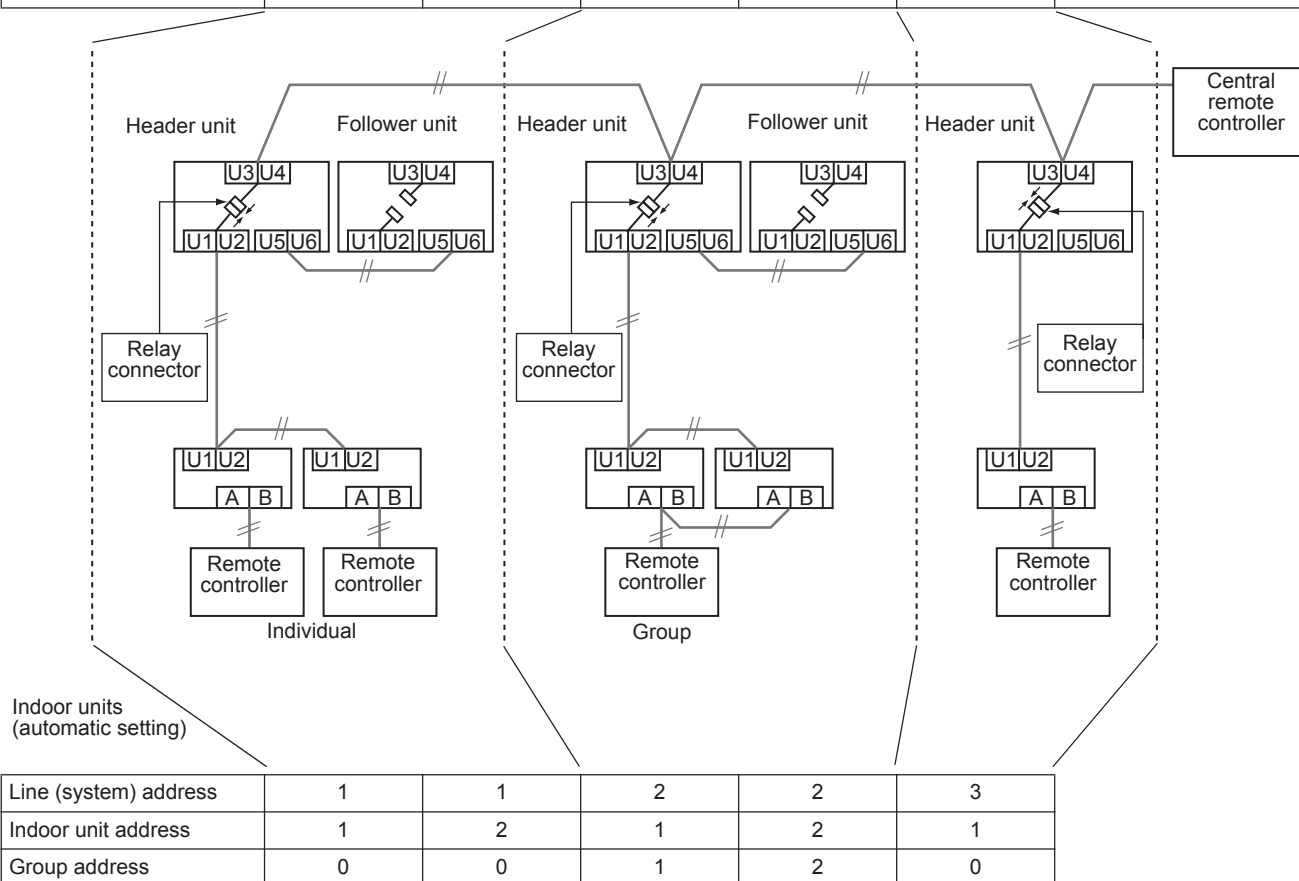 Central
remote
controller
Header unit
Follower unit
Header unit
Follower unit
Header unit
U3 U4
U3 U4
U3 U4
U3 U4
U3 U4
U1 U2 U5 U6
U1 U2 U5 U6
U1 U2 U5 U6
U1 U2 U5 U6
U1 U2 U5 U6
Relay
connector
Relay
connector
Relay
connector
U1 U2
U1 U2
U1 U2
U1 U2
U1 U2
A B
A B
A B
A B
A B
Remote
controller
Remote
controller
Remote
controller
Remote
controller
Individual
Group
Indoor units
(automatic setting)
Line (system) address 1 1 2 2 3
Indoor unit address 1 2 1 2 1
Group address 0 0 1 2 0